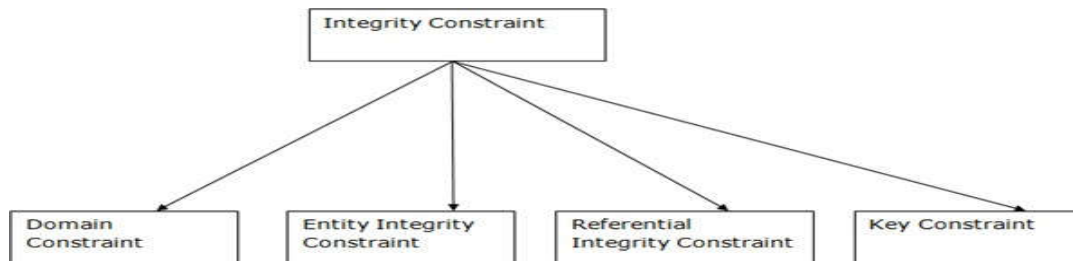 Integrity Constraint
Domain
Constraint
Entity Integrity
Constraint
Referential
Integrity Constraint
Key Constraint